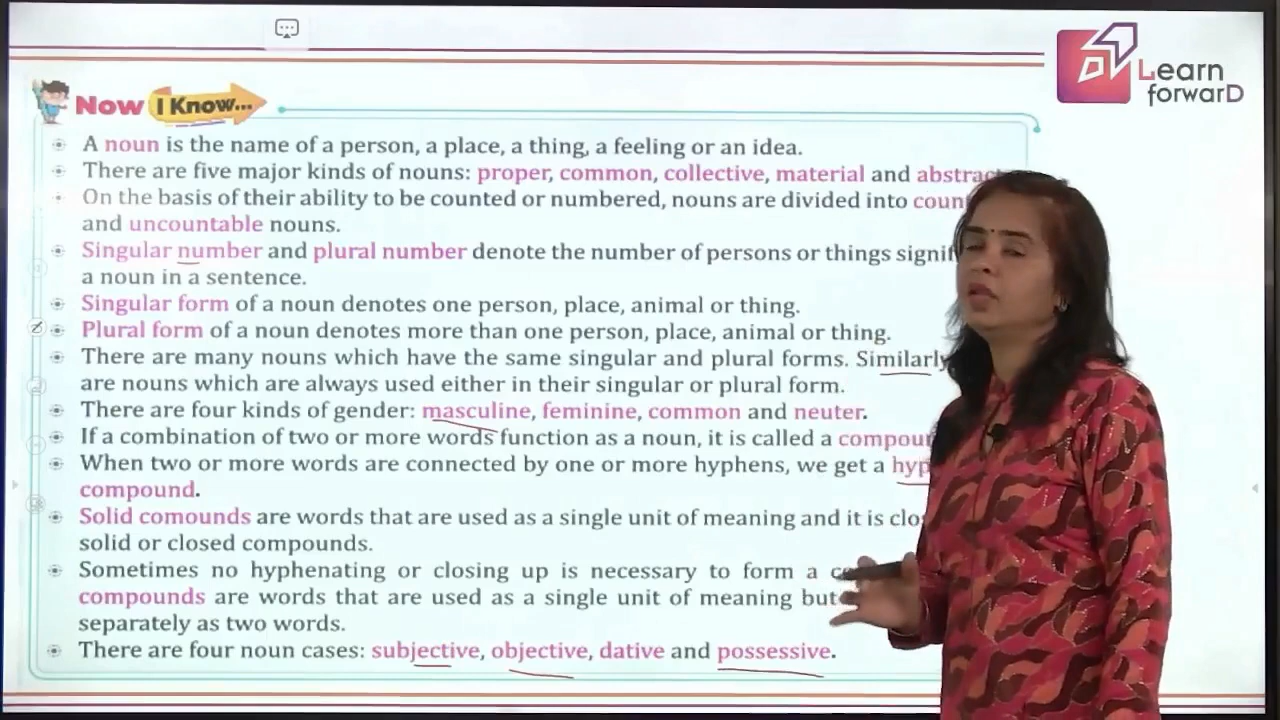 Learn
forwarD
Now I Know...
A noun is the name of a person, a place, a thing, a feeling or an idea.
There are five major kinds of nouns: proper, common, collective, material and
On the basis of their ability to be counted or numbered, nouns are divided into
and uncountable nouns.
Singular number and plural number denote the number of persons or things
a noun in a sentence.
Singular form of a noun denotes one person, place, animal or thing.
Plural form of a noun denotes more than one person, place, animal or thing.
There are many nouns which have the same singular and plural forms. Similarly
are nouns which are always used either in their singular or plural form.
There are four kinds of gender: masculine, feminine, common and neuter.
If a combination of two or more words function as a noun, it is called a
When two or more words are connected by one or more hyphens, we get a
compound.
Solid comounds are words that are used as a single unit of meaning and it is
solid or closed compounds.
Sometimes no hyphenating or closing up is necessary to form a
compounds are words that are used as a single unit of meaning but
separately as two words.
There are four noun cases: subjective, objective, dative and possessive.